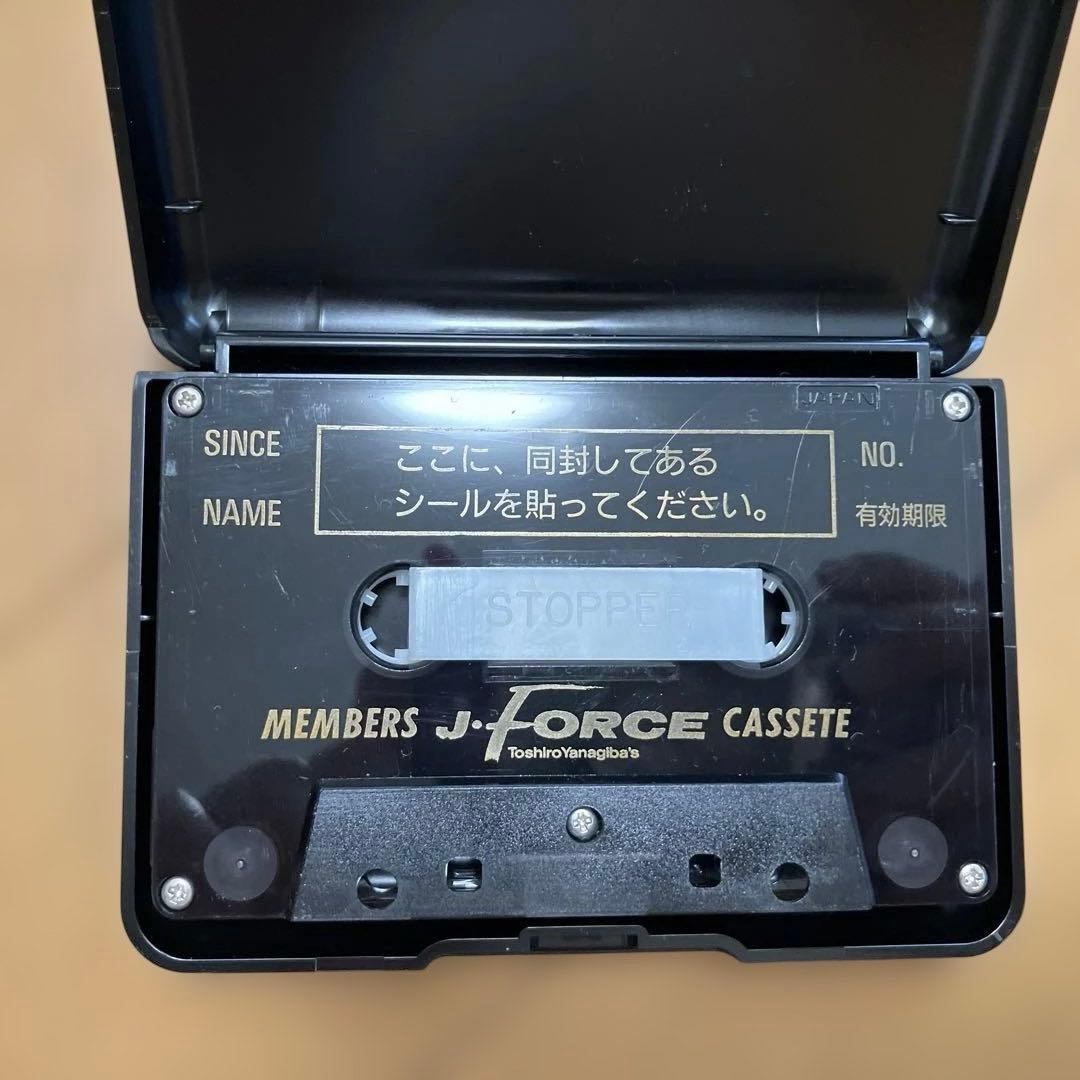 JAPAN
SINCE
ここに、同封してある
NO.
NAME
シールを貼ってください。
有効期限
STOPPER
MEMBERS J·FORCE CASSETE
ToshiroYanagiba's